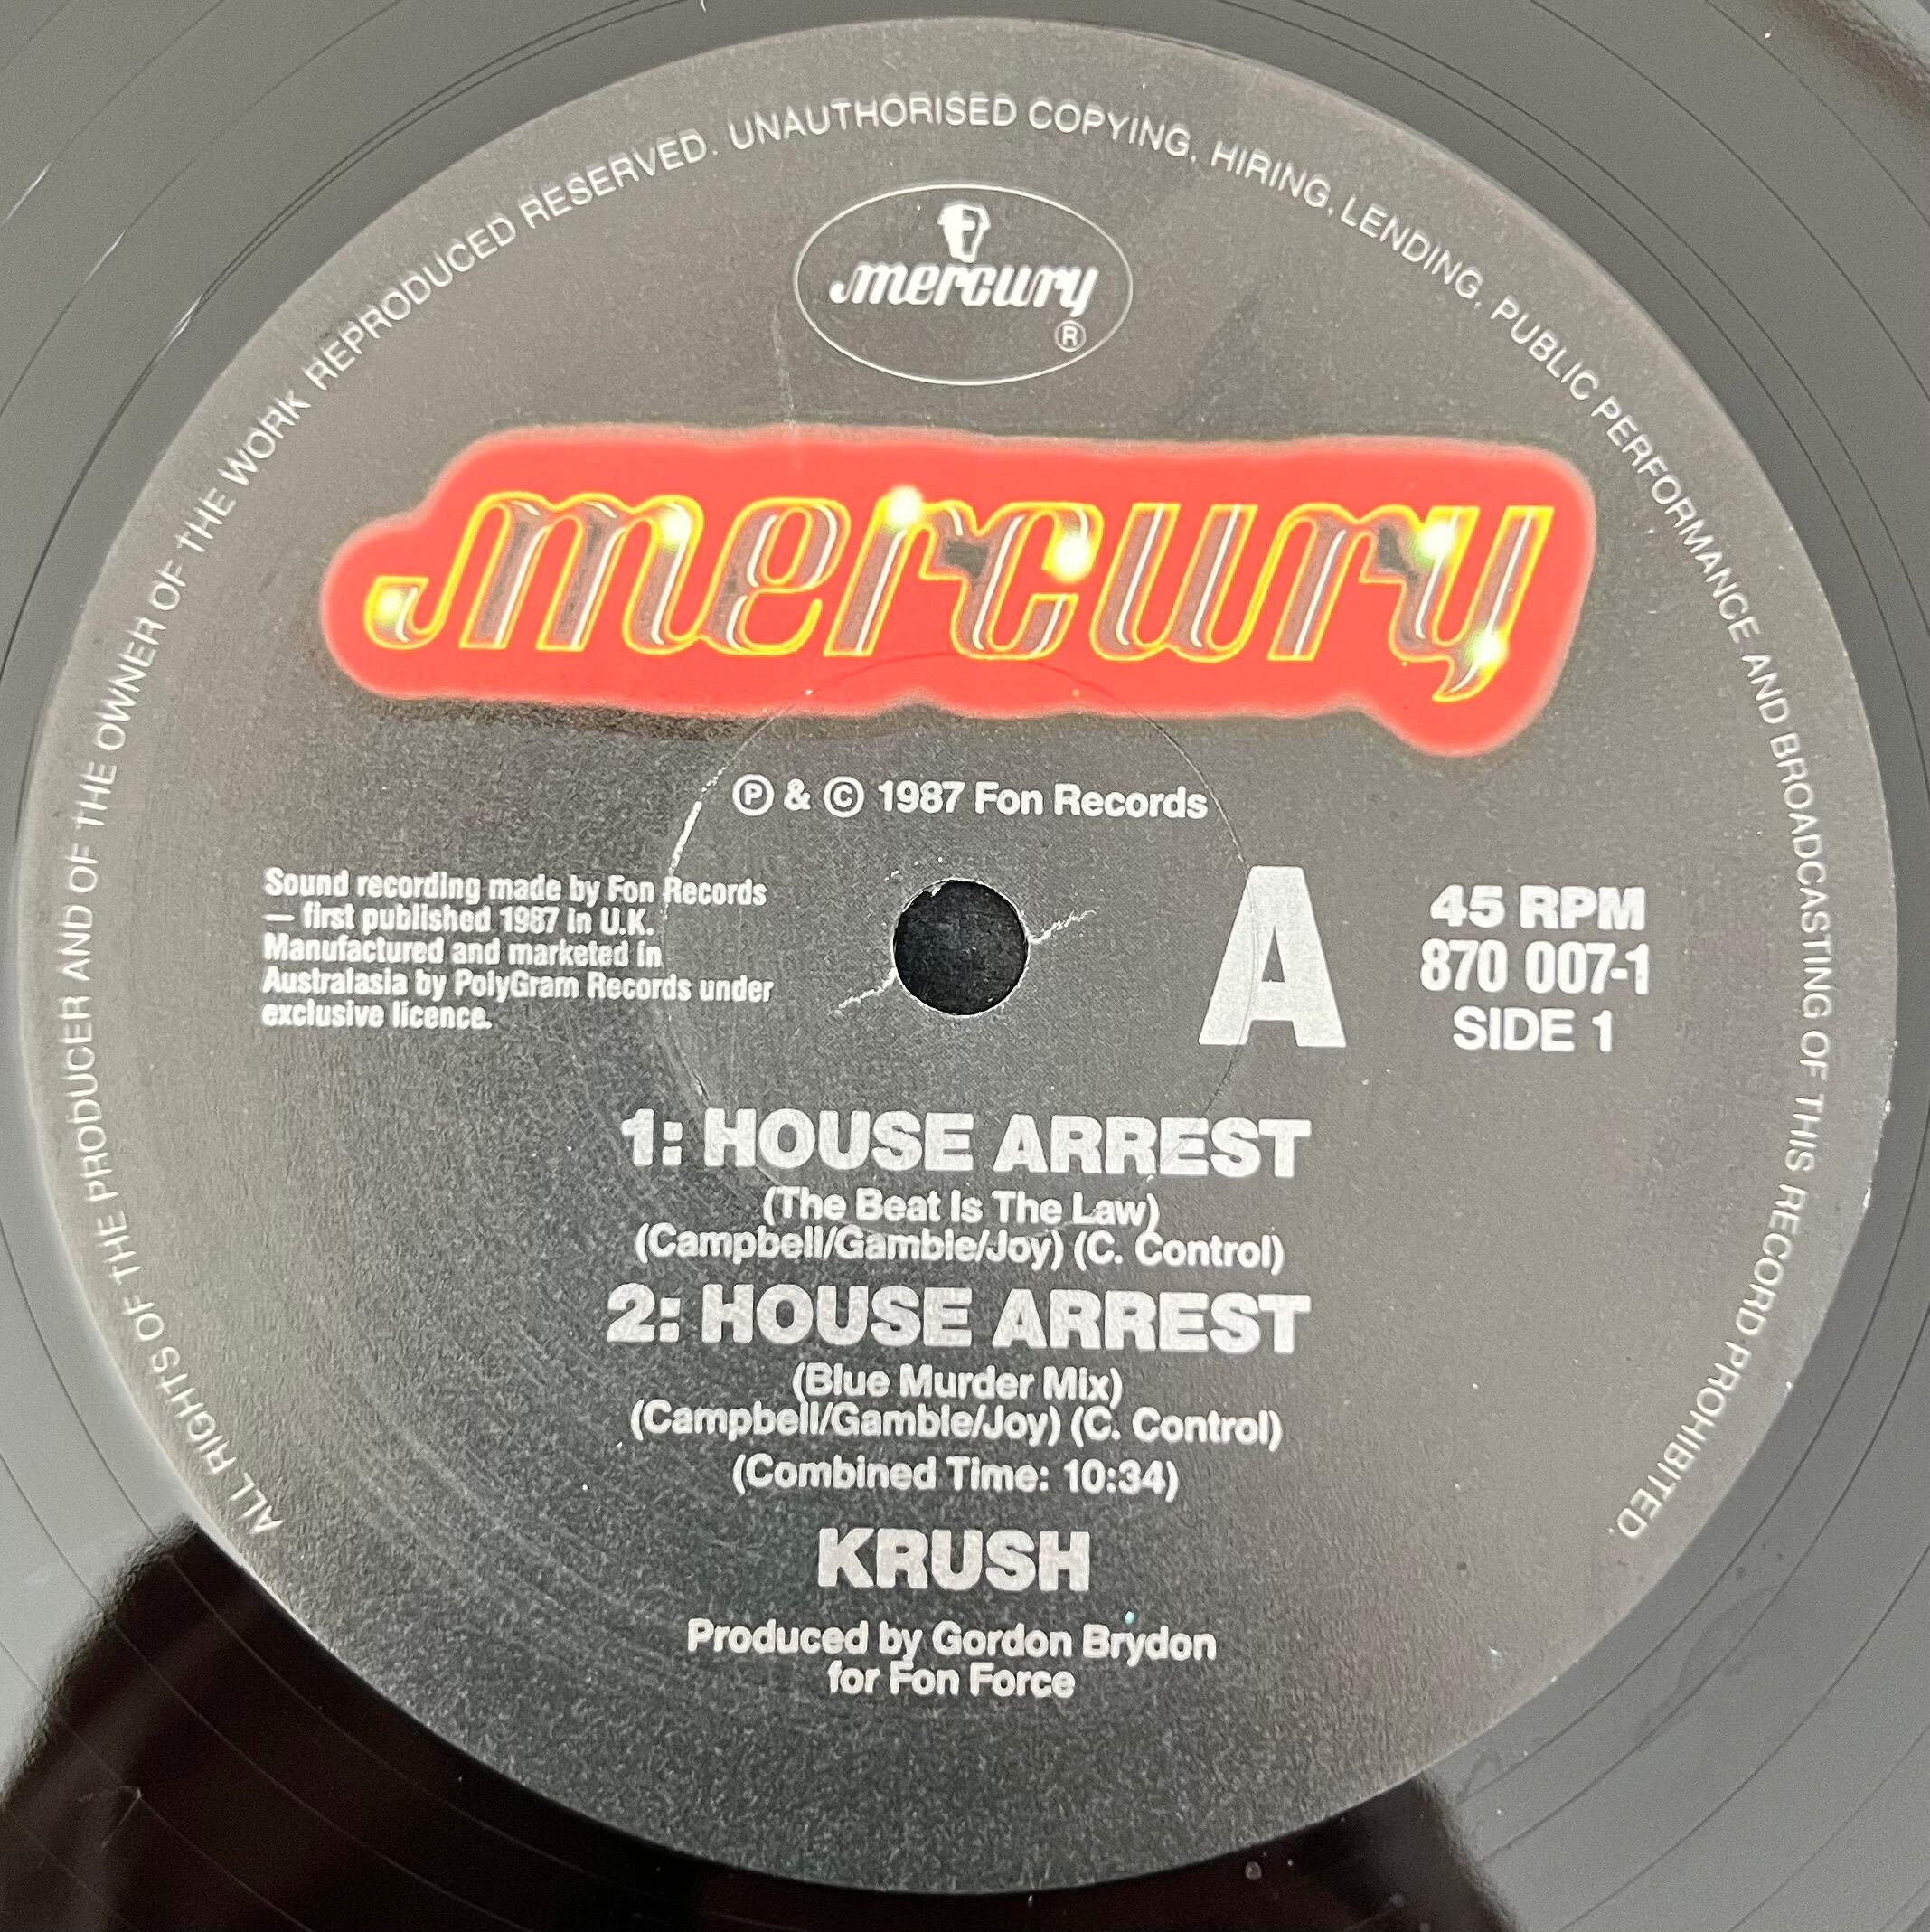 ALL RIGHTS OF THE PRODUCER AND OF THE OWNER OF THE WORK REPRODUCED RESERVED. UNAUTHORISED COPYING, HIRING, LENDING, PUBLIC PERFORMANCE AND BROADCASTING OF THIS RECORD PROHIBITED.
mercury
®
mercury
Ⓟ & © 1987 Fon Records
Sound recording made by Fon Records
— first published 1987 in U.K.
Manufactured and marketed in
Australasia by PolyGram Records under
exclusive licence.
A
45 RPM
870 007-1
SIDE 1
1: HOUSE ARREST
(The Beat Is The Law)
(Campbell/Gamble/Joy) (C. Control)
2: HOUSE ARREST
(Blue Murder Mix)
(Campbell/Gamble/Joy) (C. Control)
(Combined Time: 10:34)
KRUSH
Produced by Gordon Brydon
for Fon Force